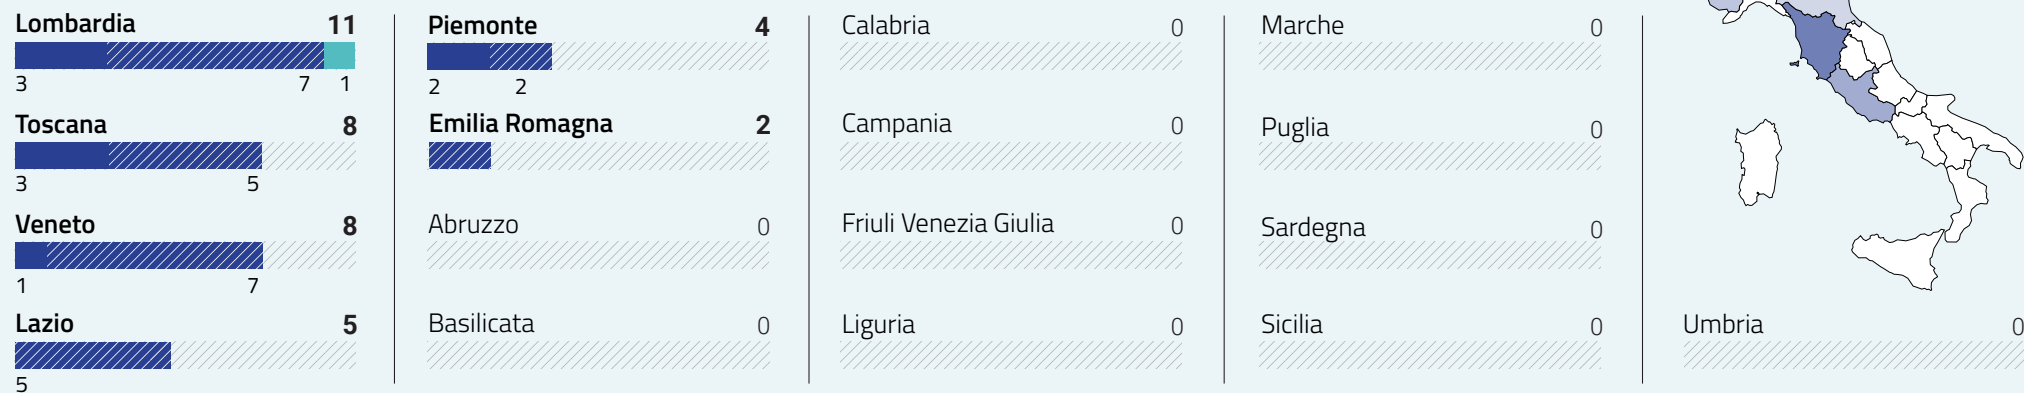 Lombardia 11
3 7 1
Toscana 8
3 5
Veneto 8
1 7
Lazio 5
5
Piemonte 4
2 2
Emilia Romagna 2
Abruzzo 0
Basilicata 0
Calabria 0
Campania 0
Friuli Venezia Giulia 0
Liguria 0
Marche 0
Puglia 0
Sardegna 0
Sicilia 0
Umbria 0